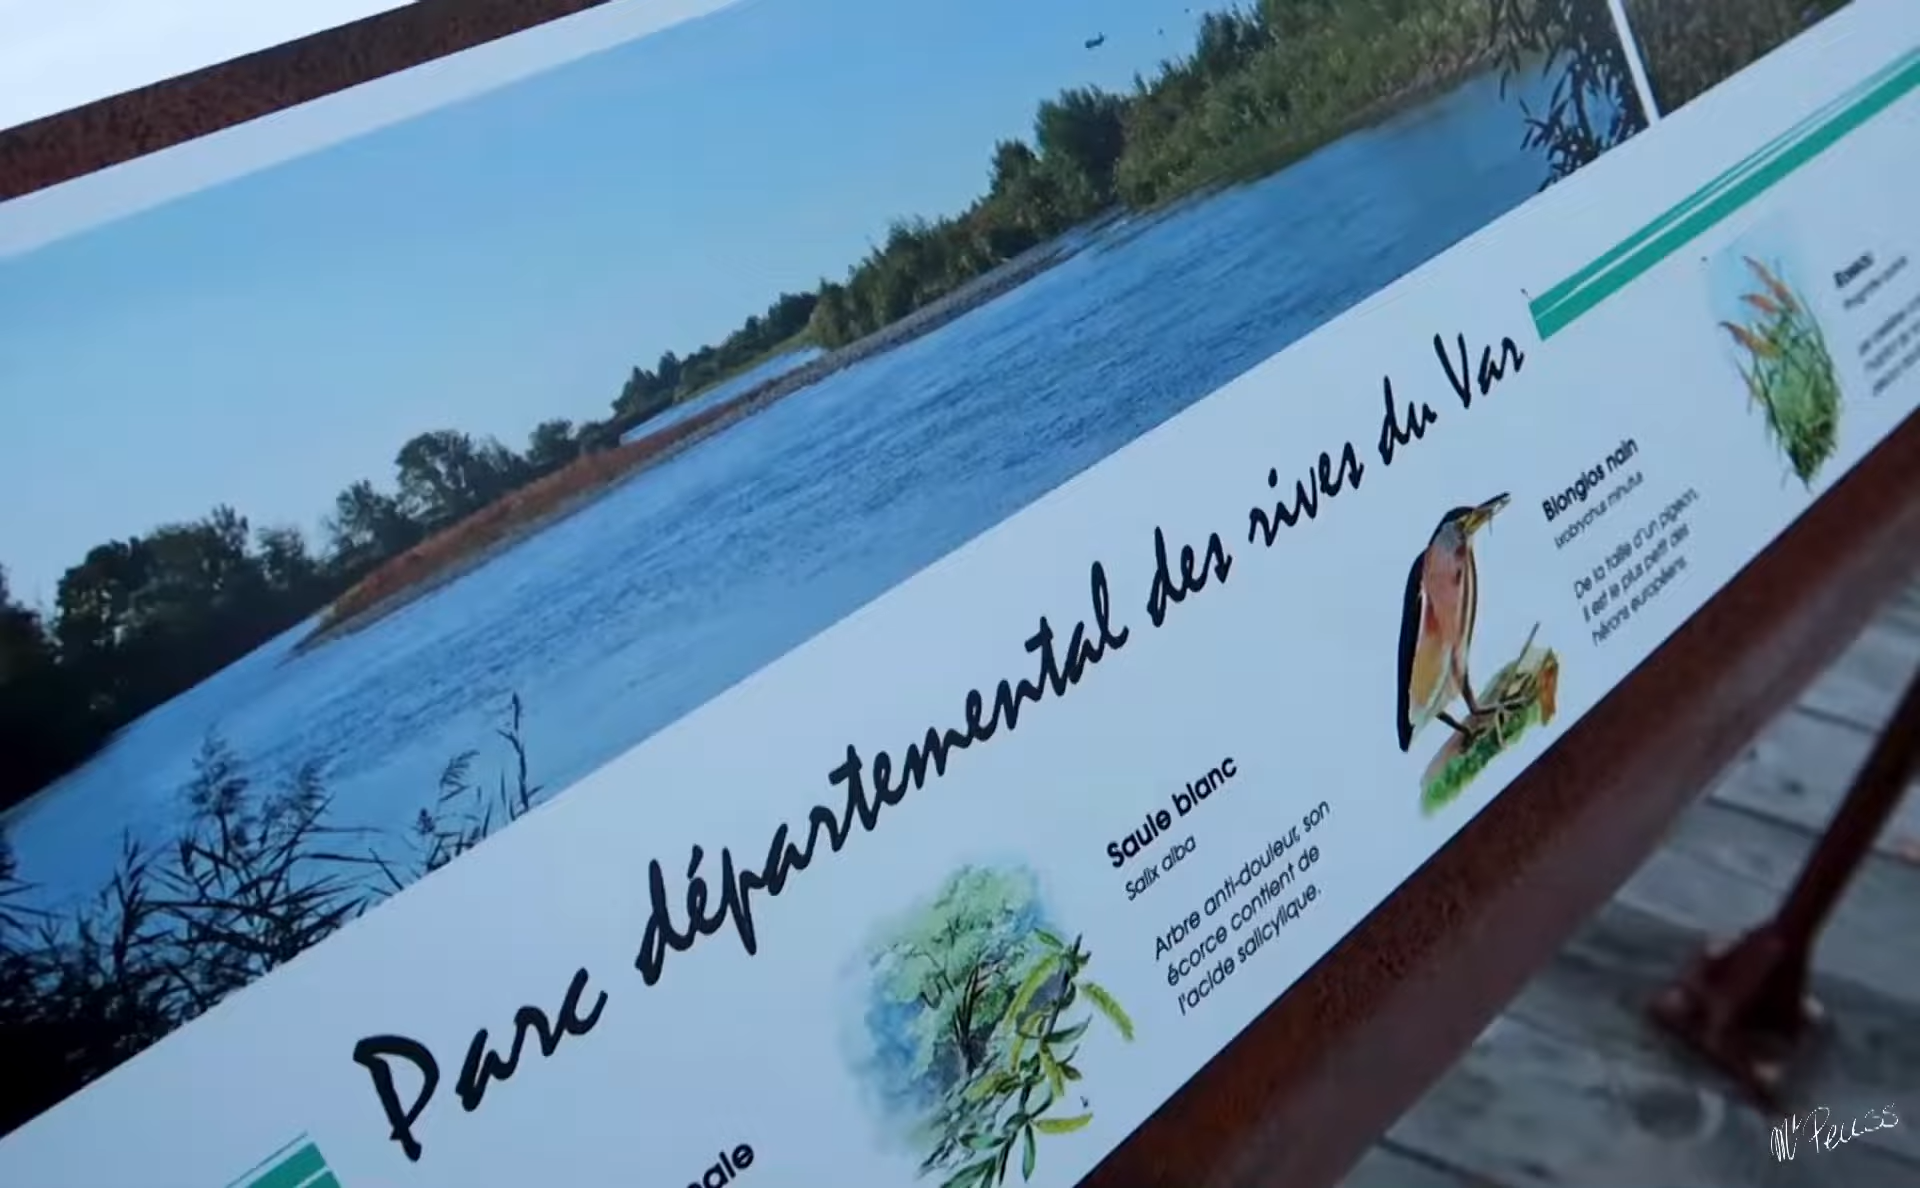 Parc départemental des rives du Var
Saule blanc
Salix alba
Arbre anti-douleur, son
écorce contient de
l'acide salicylique.
Blongios nain
Ixobrychus minutus
De la taille d'un pigeon,
il est le plus petit des
hérons européens.